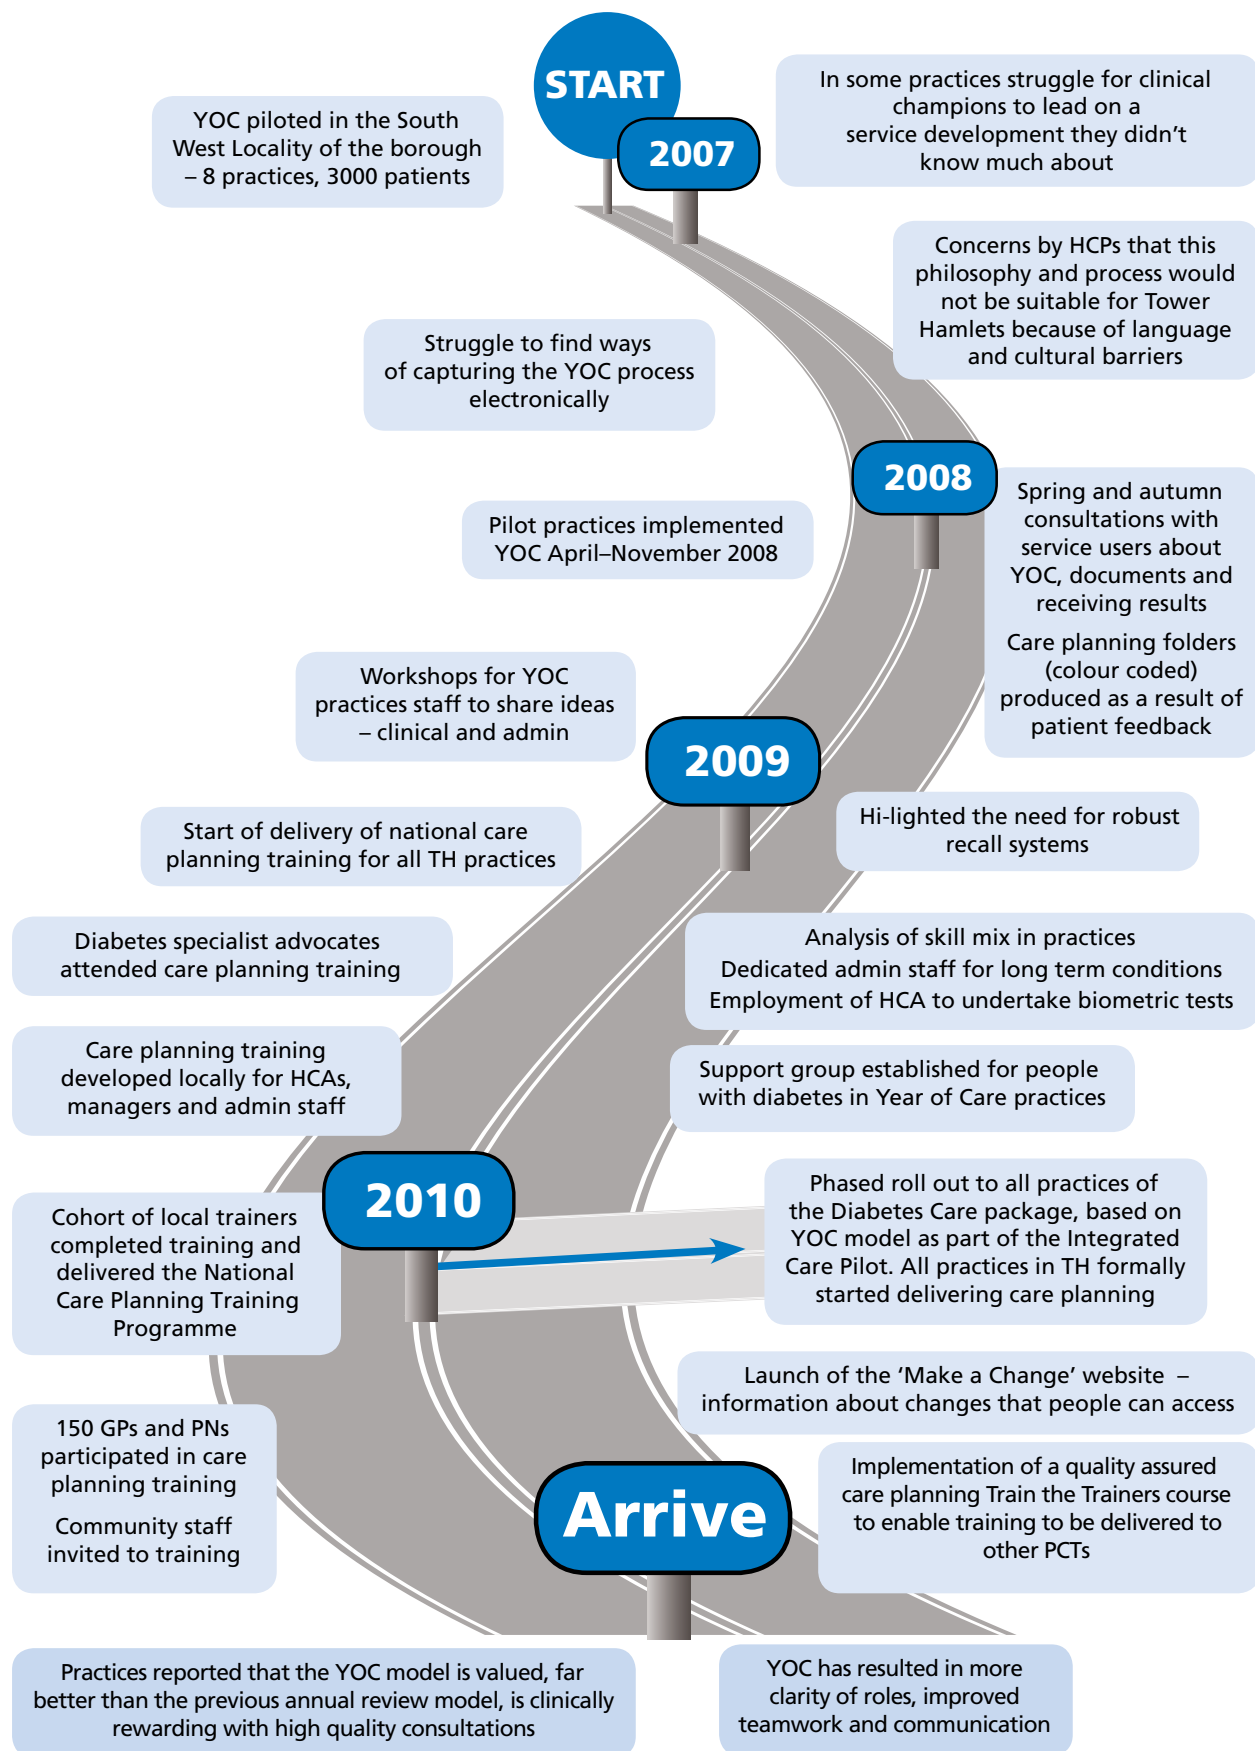 START
2007
YOC piloted in the South
West Locality of the borough
– 8 practices, 3000 patients
In some practices struggle for clinical
champions to lead on a
service development they didn't
know much about
Concerns by HCPs that this
philosophy and process would
not be suitable for Tower
Hamlets because of language
and cultural barriers
Struggle to find ways
of capturing the YOC process
electronically
2008
Pilot practices implemented
YOC April–November 2008
Spring and autumn
consultations with
service users about
YOC, documents and
receiving results
Care planning folders
(colour coded)
produced as a result of
patient feedback
Workshops for YOC
practices staff to share ideas
– clinical and admin
2009
Start of delivery of national care
planning training for all TH practices
Hi-lighted the need for robust
recall systems
Diabetes specialist advocates
attended care planning training
Analysis of skill mix in practices
Dedicated admin staff for long term conditions
Employment of HCA to undertake biometric tests
Care planning training
developed locally for HCAs,
managers and admin staff
Support group established for people
with diabetes in Year of Care practices
2010
Cohort of local trainers
completed training and
delivered the National
Care Planning Training
Programme
Phased roll out to all practices of
the Diabetes Care package, based on
YOC model as part of the Integrated
Care Pilot. All practices in TH formally
started delivering care planning
Launch of the 'Make a Change' website –
information about changes that people can access
150 GPs and PNs
participated in care
planning training
Community staff
invited to training
Arrive
Implementation of a quality assured
care planning Train the Trainers course
to enable training to be delivered to
other PCTs
Practices reported that the YOC model is valued, far
better than the previous annual review model, is clinically
rewarding with high quality consultations
YOC has resulted in more
clarity of roles, improved
teamwork and communication